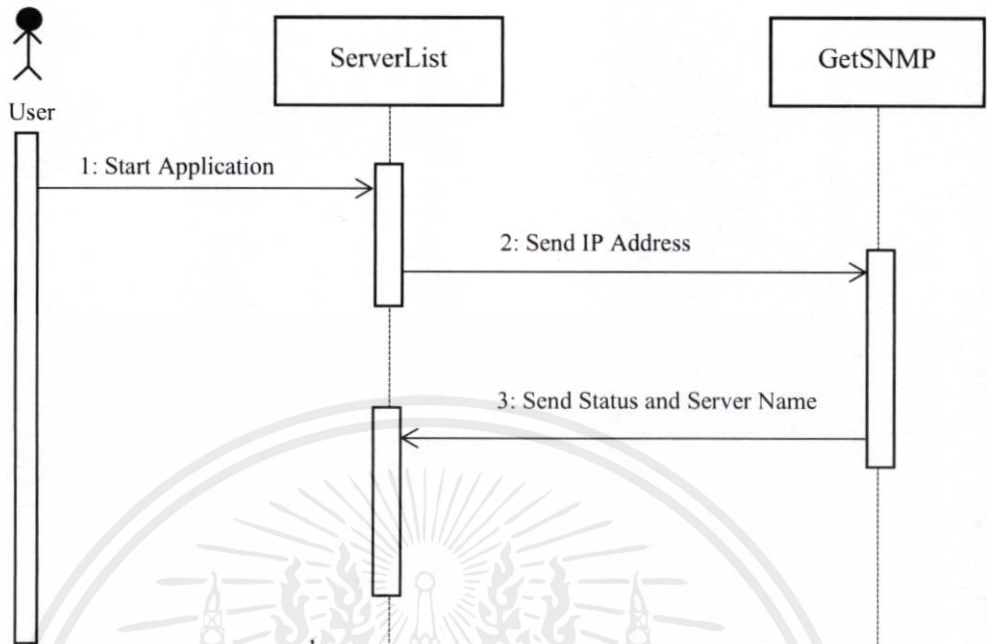 ServerList
GetSNMP
User
1: Start Application
2: Send IP Address
3: Send Status and Server Name